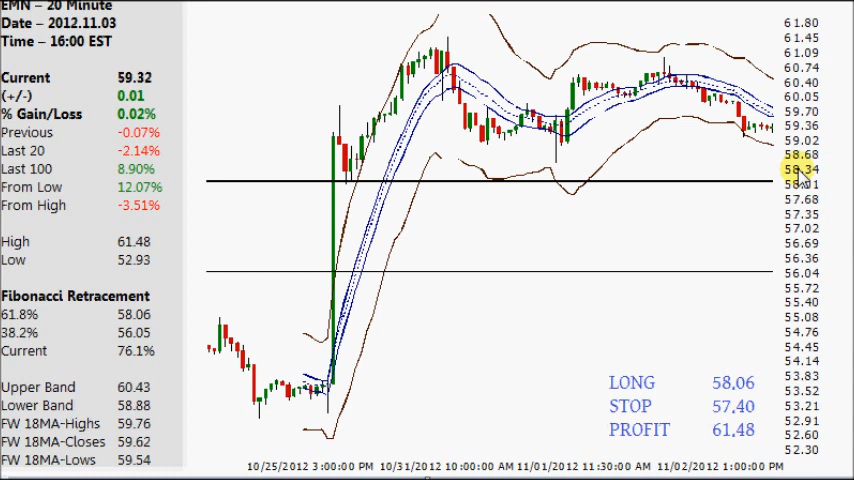 EMN – 20 Minute
Date – 2012.11.03
Time – 16:00 EST
Current 59.32
(+/-) 0.01
% Gain/Loss 0.02%
Previous -0.07%
Last 20 -2.14%
Last 100 8.90%
From Low 12.07%
From High -3.51%
High 61.48
Low 52.93
Fibonacci Retracement
61.8% 58.06
38.2% 56.05
Current 76.1%
Upper Band 60.43
Lower Band 58.88
FW 18MA-Highs 59.76
FW 18MA-Closes 59.62
FW 18MA-Lows 59.54
61.80
61.45
61.09
60.74
60.40
60.05
59.70
59.36
59.02
58.68
58.34
58.01
57.68
57.35
57.02
56.69
56.36
56.04
55.72
55.40
55.08
54.76
54.45
54.14
53.83
53.52
53.21
52.91
52.60
52.30
LONG 58.06
STOP 57.40
PROFIT 61.48
10/25/2012 3:00:00 PM 10/31/2012 10:00:00 AM 11/01/2012 11:30:00 AM 11/02/2012 1:00:00 PM